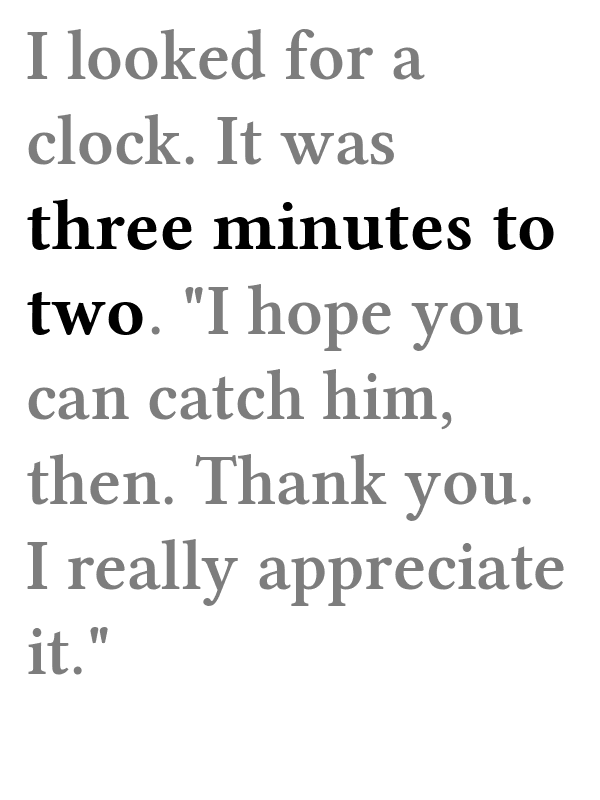 I looked for a
clock. It was
three minutes to
two. "I hope you
can catch him,
then. Thank you.
I really appreciate
it."